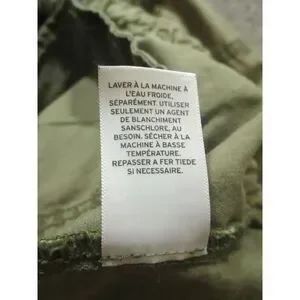 LAVER À LA MACHINE À
L'EAU FROIDE,
SÉPARÉMENT. UTILISER
SEULEMENT UN AGENT
DE BLANCHIMENT
SANSCHLORE, AU
BESOIN. SÉCHER À LA
MACHINE À BASSE
TEMPÉRATURE.
REPASSER A FER TIEDE
SI NECESSAIRE.